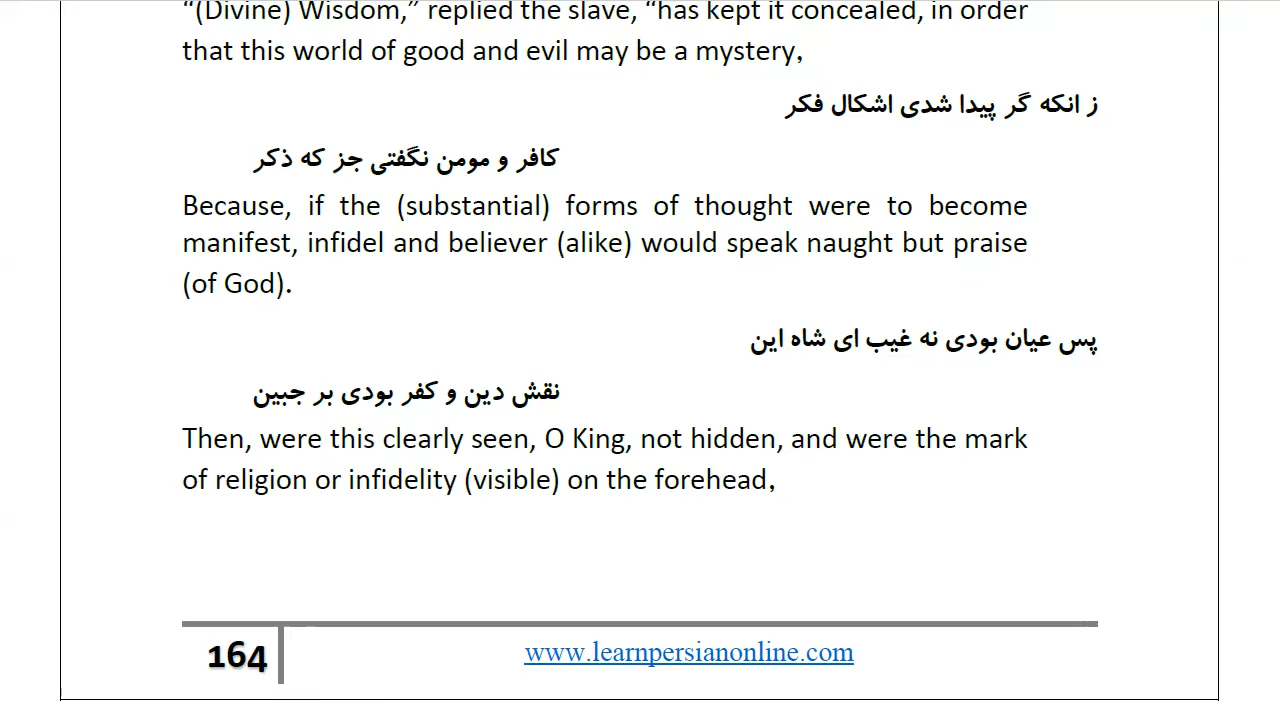 “(Divine) Wisdom,” replied the slave, “has kept it concealed, in order
that this world of good and evil may be a mystery,
ز انکه گر پیدا شدی اشکال فکر
کافر و مومن نگفتی جز که ذکر
Because, if the (substantial) forms of thought were to become
manifest, infidel and believer (alike) would speak naught but praise
(of God).
پس عیان بودی نه غیب ای شاه این
نقش دین و کفر بودی بر جبین
Then, were this clearly seen, O King, not hidden, and were the mark
of religion or infidelity (visible) on the forehead,
164
www.learnpersianonline.com